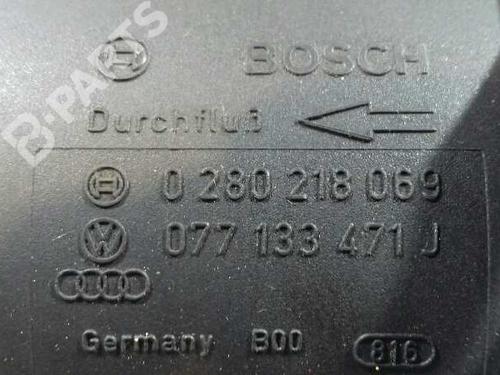 BOSCH
Durchfluß
0 280 218 069
077 133 471 J
Germany B00 816
B-PARTS